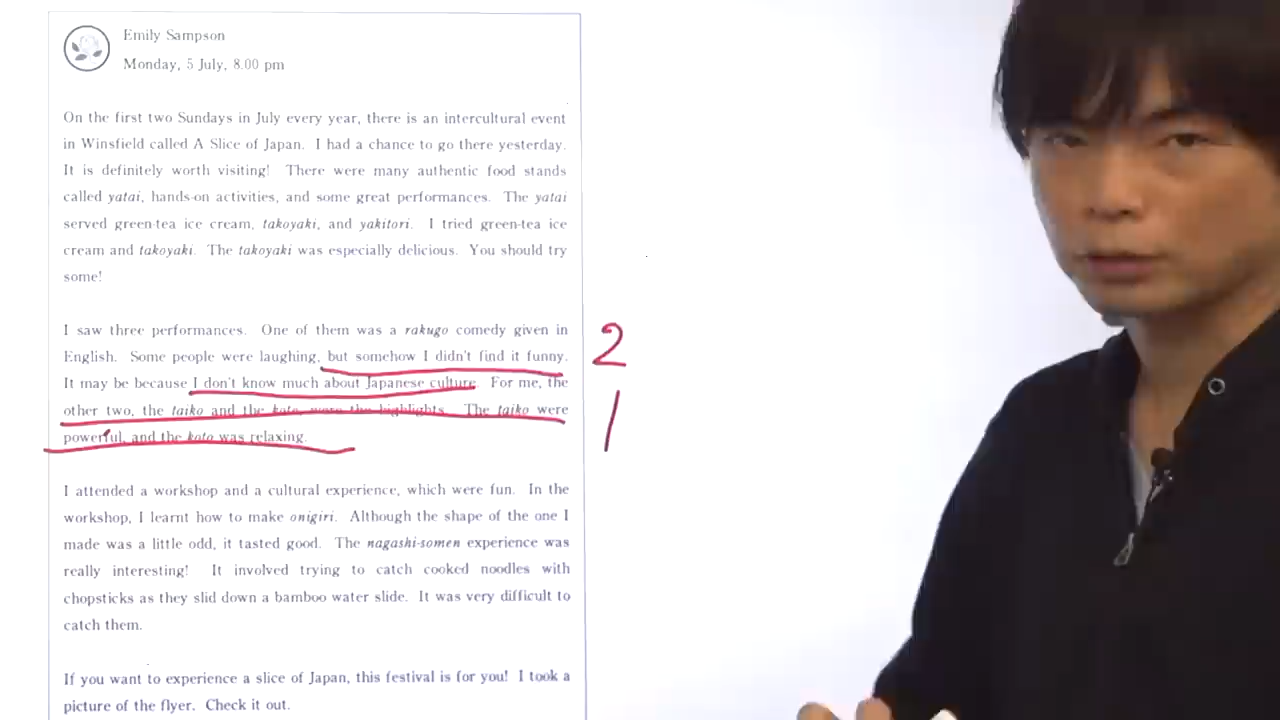 Emily Sampson
Monday, 5 July, 8.00 pm
On the first two Sundays in July every year, there is an intercultural event
in Winsfield called A Slice of Japan. I had a chance to go there yesterday.
It is definitely worth visiting! There were many authentic food stands
called yatai, hands-on activities, and some great performances. The yatai
served green-tea ice cream, takoyaki, and yakitori. I tried green-tea ice
cream and takoyaki. The takoyaki was especially delicious. You should try
some!
I saw three performances. One of them was a rakugo comedy given in
English. Some people were laughing, but somehow I didn't find it funny.
It may be because I don't know much about Japanese culture. For me, the
other two, the taiko and the koto, were the highlights. The taiko were
powerful, and the koto was relaxing.
2
1
I attended a workshop and a cultural experience, which were fun. In the
workshop, I learnt how to make onigiri. Although the shape of the one I
made was a little odd, it tasted good. The nagashi-somen experience was
really interesting! It involved trying to catch cooked noodles with
chopsticks as they slid down a bamboo water slide. It was very difficult to
catch them.
If you want to experience a slice of Japan, this festival is for you! I took a
picture of the flyer. Check it out.